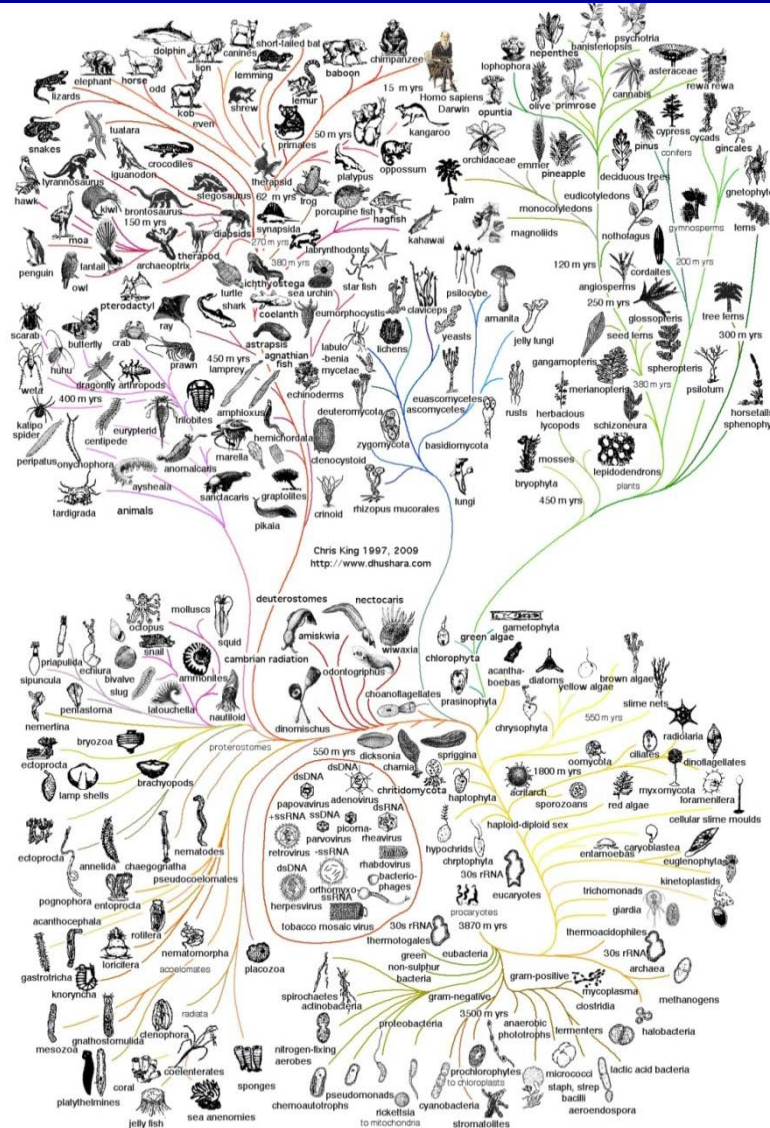 dolphin
lion
canines
short-tailed bat
lemming
baboon
chimpanzee
elephant
horse
odd
lizards
kob
even
shrew
lemur
15 m yrs
Homo sapiens
Darwin
snakes
tuatara
primates
50 m yrs
kangaroo
crocodiles
therapsid
platypus
oppossum
tyrannosaurus
iguanodon
stegosaurus
62 m yrs
frog
hawk
kiwi
brontosaurus
150 m yrs
diapsids
synapsida
270 m yrs
porcupine fish
hagfish
moa
penguin
fantail
owl
archaeoptrix
therapod
380 m yrs
labrynthodonts
kahawai
ichthyostega
sea urchin
star fish
pterodactyl
ray
turtle
shark
coelanth
eumorphocystis
scarab
butterfly
crab
astrapsis
agnathian
fish
weta
huhu
dragonfly
anthropods
prawn
450 m yrs
lamprey
echinoderms
400 m yrs
trilobites
amphioxus
katipo
spider
centipede
eurypterid
hemichordata
peripatus
onychophora
anomalcaris
marella
ctenocystoid
aysheaia
sanctacaris
graptolites
tardigrada
animals
pikaia
crinoid
rhizopus mucorales
claviceps
psilocybe
amanita
lichens
yeasts
jelly fungi
labulo
-benia
mycetae
euascomycetes
ascomycetes
deuteromycota
rusts
zygomycota
basidiomycota
fungi
lophophora
nepenthes
psychotria
banisteriopsis
asteraceae
olive
primrose
cannabis
rewa rewa
opuntia
orchidaceae
emmer
pineapple
pinus
cypress
conifers
cycads
gincales
deciduous trees
palm
eudicotyledons
monocotyledons
gnetophyta
magnoliids
nothofagus
gymnosperms
ferns
120 m yrs
cordaites
200 m yrs
angiosperms
250 m yrs
glossopteris
tree ferns
seed ferns
300 m yrs
gangamopteris
spheropteris
merianopteris
380 m yrs
psilotum
herbacious
lycopods
schizoneura
horsetails
sphenophyta
mosses
bryophyta
lepidodendrons
plants
450 m yrs
Chris King 1997, 2009
http://www.dhushara.com
deuterostomes
nectocaris
octopus
molluscs
squid
amiskwia
wiwaxia
cambrian radiation
odontogriphus
priapulida
echiura
snail
sipuncula
bivalve
ammonites
slug
pentastoma
latouchella
nautiloid
dinomischus
choanoflagellates
nemertina
proterostomes
550 m yrs
dicksonia
charnia
spriggina
chritidomycota
green algae
gametophyta
chlorophyta
acantha-
boebas
diatoms
yellow algae
brown algae
prasinophyta
slime nets
chrysophyta
550 m yrs
radiolaria
bryozoa
ectoprocta
brachyopods
lamp shells
oomycota
ciliates
dinoflagellates
1800 m yrs
acritarch
haptophyta
sporozoans
red algae
myxomycota
foramenifera
cellular slime moulds
haploid-diploid sex
hypochrids
chrptophyta
entamoebas
caryoblastea
euglenophyta
30s rRNA
eucaryotes
kinetoplastids
trichomonads
giardia
dsDNA
papovavirus
dsDNA
adenovirus
+ssRNA
ssDNA
dsRNA
retrovirus
parvovirus
picorna-
rheavirus
-ssRNA
rhabdovirus
dsDNA
orthomyxo
bacterio-
phages
herpesvirus
ssRNA
tobacco mosaic virus
ectoprocta
annelida
chaegognatha
nematodes
pseudocoelomates
pognophora
entoprocta
acanthocephala
rotilera
loricifera
nematomorpha
gastrotricha
knoryncha
acoelomates
placozoa
radiata
mesozoa
gnathostomulida
ctenophora
coelenterates
platythelmines
coral
sponges
jelly fish
sea anenomies
procaryotes
3870 m yrs
30s rRNA
thermotogales
eubacteria
thermoacidophiles
30s rRNA
archaea
green
non-sulphur
bacteria
gram-positive
mycoplasma
methanogens
spirochaetes
actinobacteria
gram-negative
clostridia
3500 m yrs
halobacteria
proteobacteria
anaerobic
phototrophs
fermenters
nitrogen-fixing
aerobes
prochlorophytes
to chloroplasts
micrococci
lactic acid bacteria
pseudomonads
staph, strep
bacilli
chemoautotrophs
rickettsia
to mitochondria
cyanobacteria
stromatolites
aeroendospora